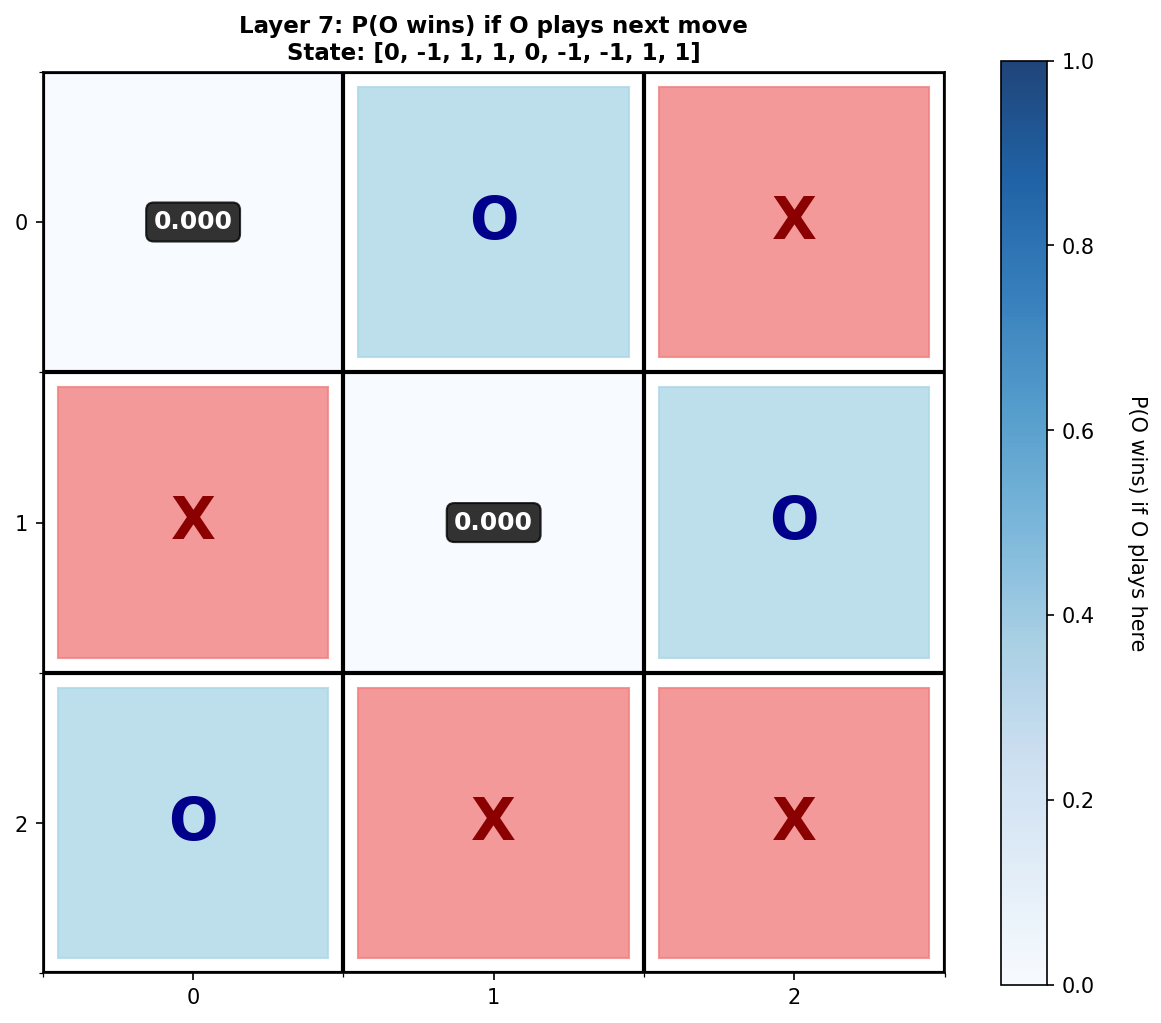 Layer 7: P(O wins) if O plays next move
State: [0, -1, 1, 1, 0, -1, -1, 1, 1]
0
0.000
O
X
1
X
0.000
O
2
O
X
X
0
1
2
1.0
0.8
0.6
0.4
0.2
0.0
P(O wins) if O plays here